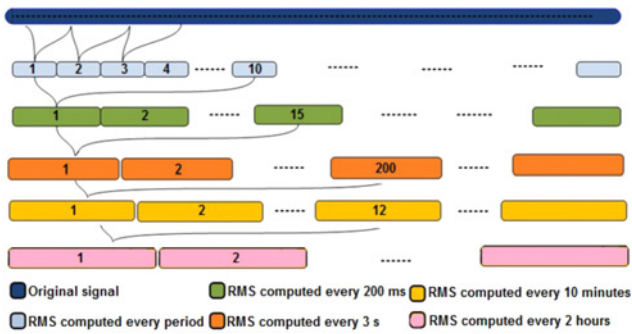 1 2 3 4 10
1 2 15
1 2 200
1 2 12
1 2
Original signal
RMS computed every 200 ms
RMS computed every 10 minutes
RMS computed every period
RMS computed every 3 s
RMS computed every 2 hours